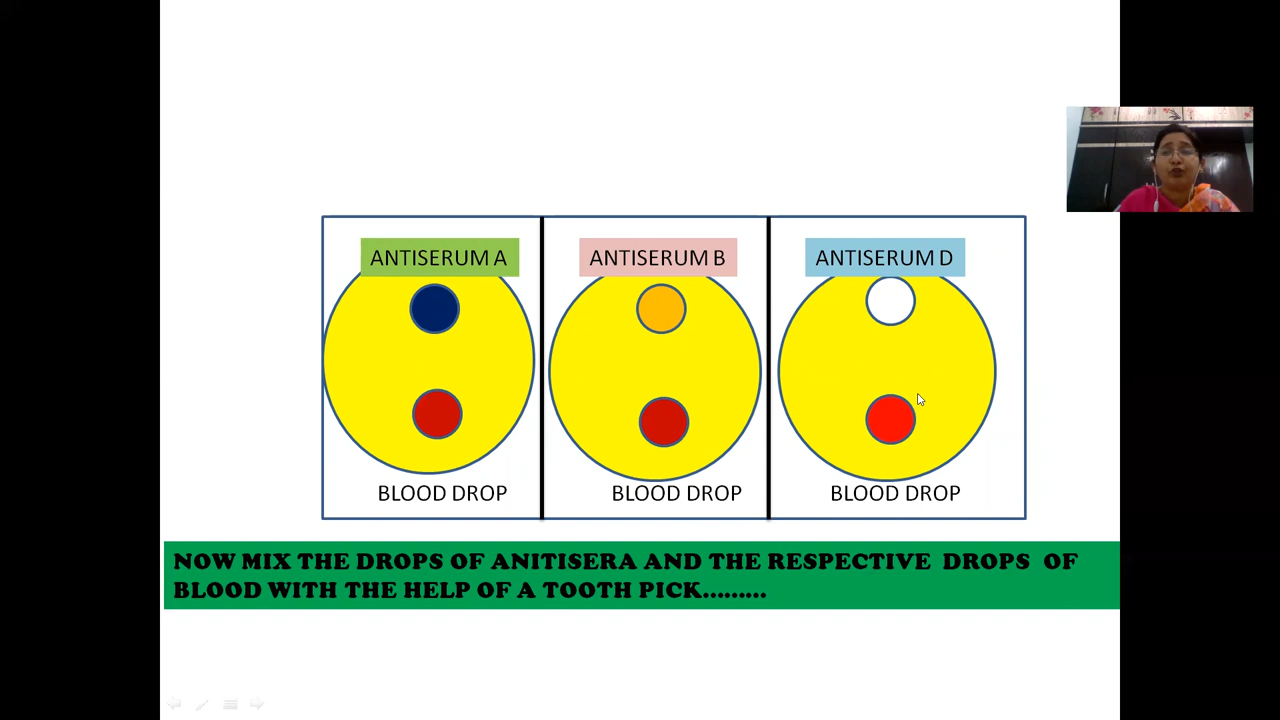 ANTISERUM A
ANTISERUM B
ANTISERUM D
BLOOD DROP
BLOOD DROP
BLOOD DROP
NOW MIX THE DROPS OF ANITISERA AND THE RESPECTIVE DROPS OF
BLOOD WITH THE HELP OF A TOOTH PICK.........